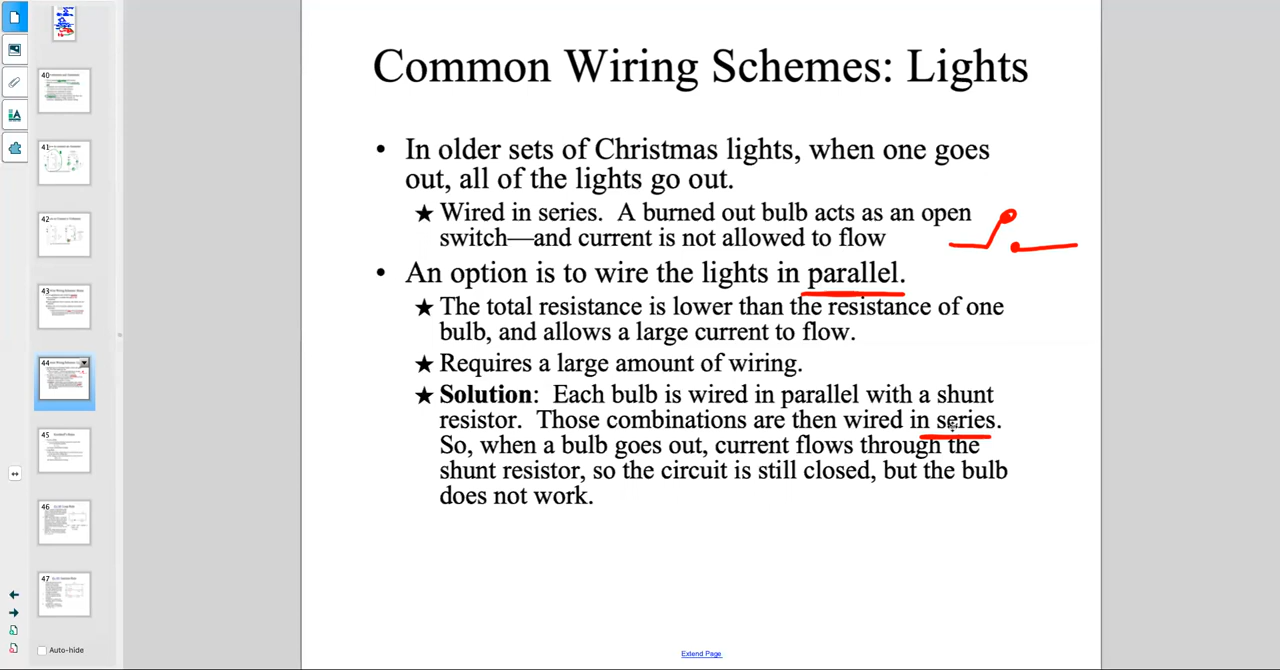 Common Wiring Schemes: Lights
• In older sets of Christmas lights, when one goes
out, all of the lights go out.
★ Wired in series. A burned out bulb acts as an open
switch—and current is not allowed to flow
• An option is to wire the lights in parallel.
★ The total resistance is lower than the resistance of one
bulb, and allows a large current to flow.
★ Requires a large amount of wiring.
★ Solution: Each bulb is wired in parallel with a shunt
resistor. Those combinations are then wired in series.
So, when a bulb goes out, current flows through the
shunt resistor, so the circuit is still closed, but the bulb
does not work.
Extend Page
40
41
42
43
44
45
46
47
Auto-hide